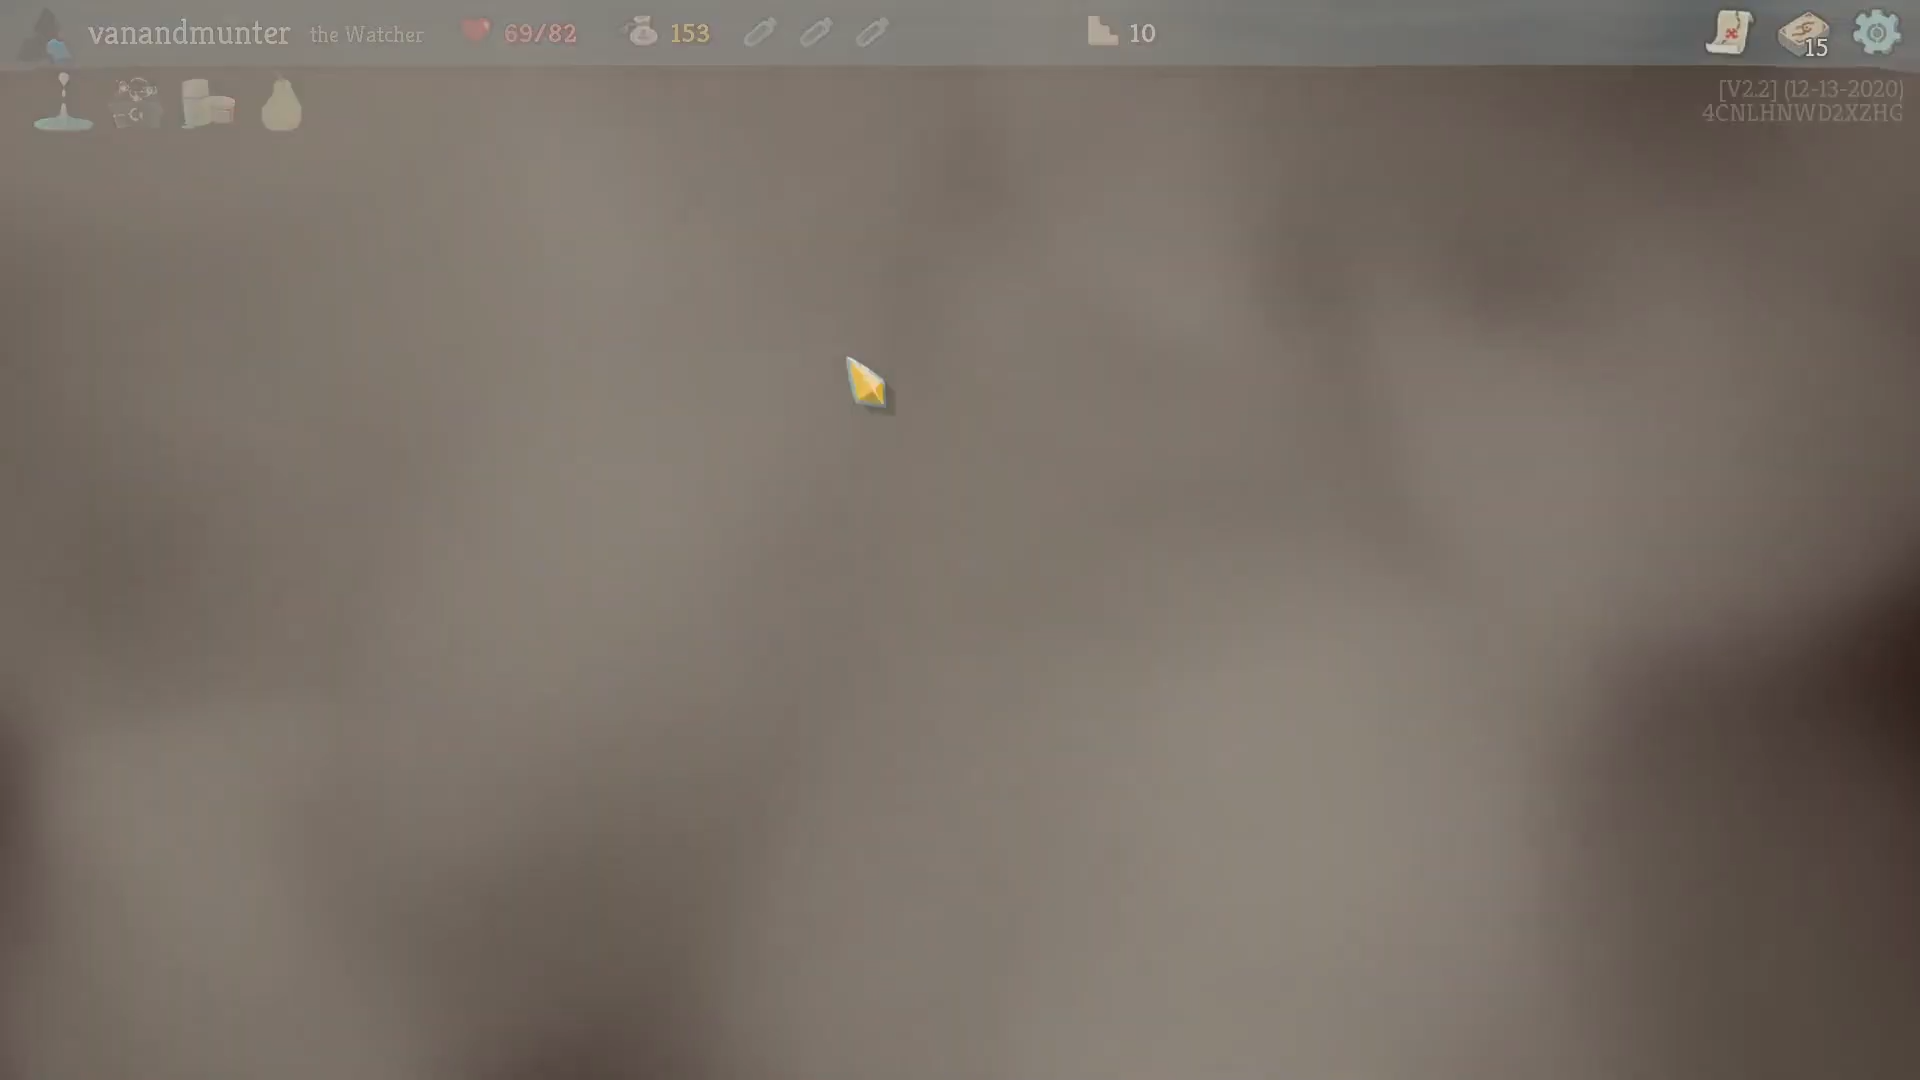 vanandmunter the Watcher 69/82 153 10 15
[V2.2] (12-13-2020)
4CNLHNWD2XZHG